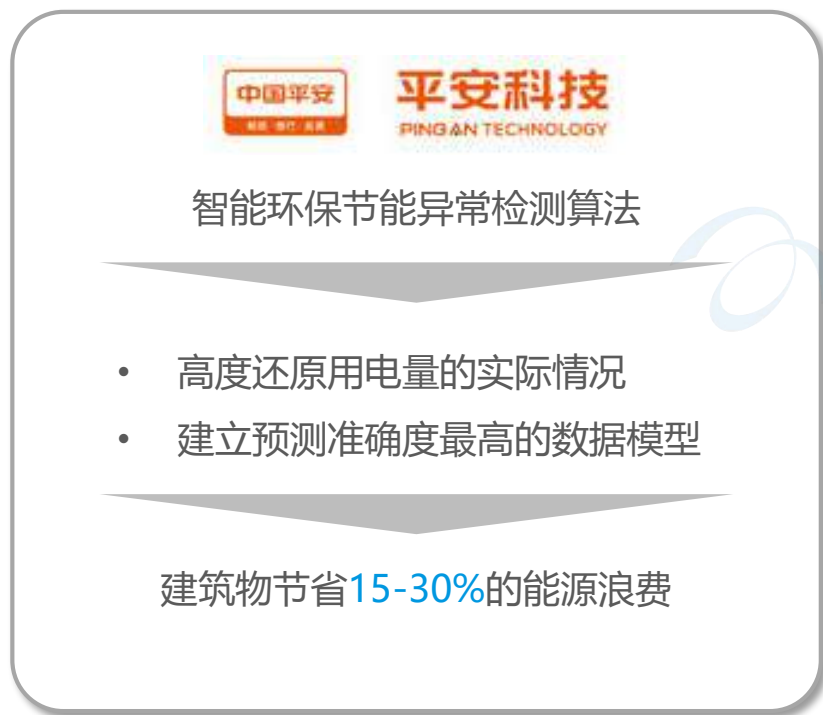 中国平安
平安科技
PING AN TECHNOLOGY
智能环保节能异常检测算法
• 高度还原用电量的实际情况
• 建立预测准确度最高的数据模型
建筑物节省15-30%的能源浪费